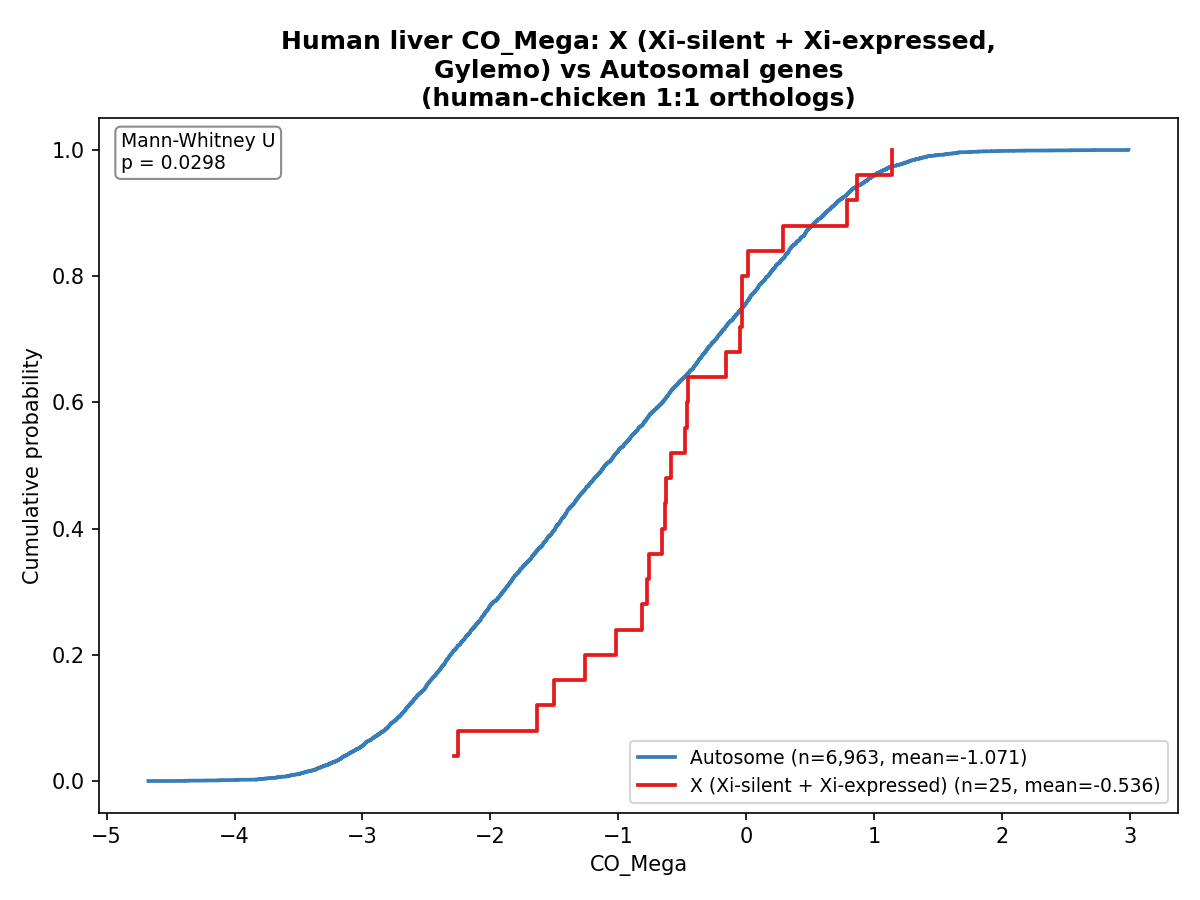 Human liver CO_Mega: X (Xi-silent + Xi-expressed,
Gylemo) vs Autosomal genes
(human-chicken 1:1 orthologs)
Mann-Whitney U
p = 0.0298
Cumulative probability
1.0
0.8
0.6
0.4
0.2
0.0
Autosome (n=6,963, mean=-1.071)
X (Xi-silent + Xi-expressed) (n=25, mean=-0.536)
−5 −4 −3 −2 −1 0 1 2 3
CO_Mega